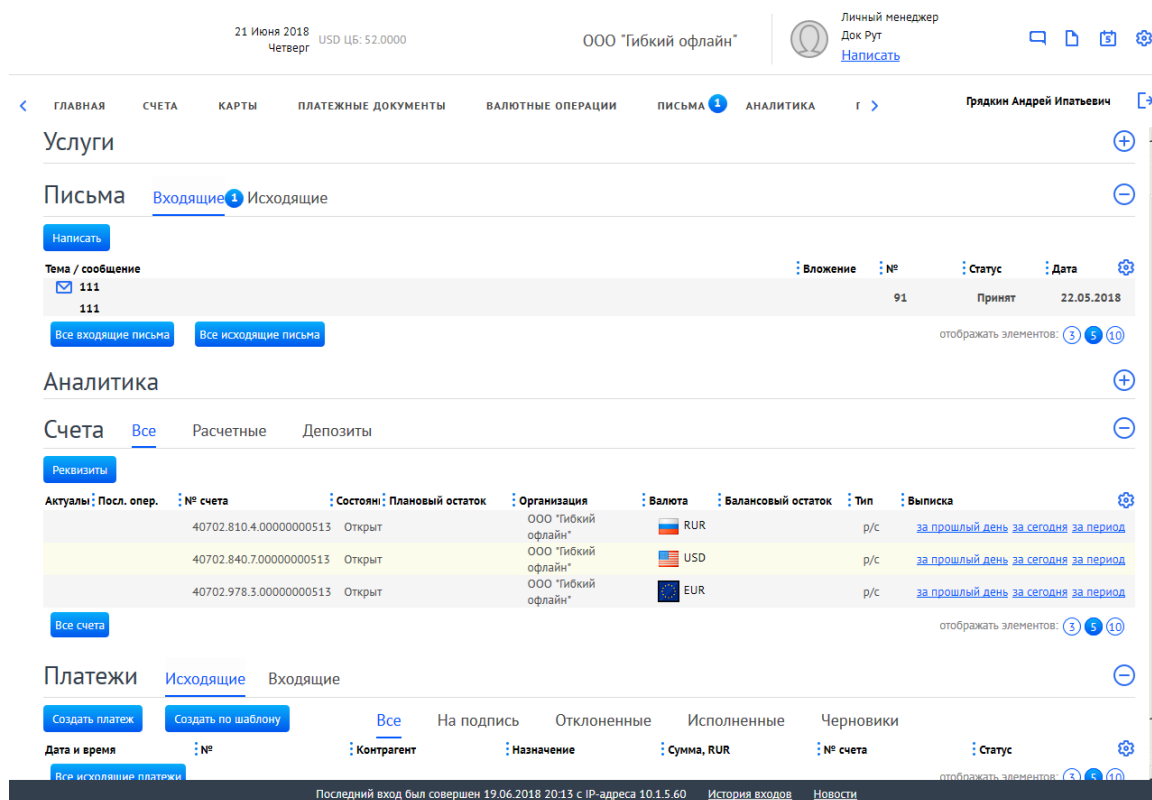 21 Июня 2018
Четверг
USD ЦБ: 52.0000
ООО "Гибкий офлайн"
Личный менеджер
Док Рут
Написать
5
ГЛАВНАЯ СЧЕТА КАРТЫ ПЛАТЕЖНЫЕ ДОКУМЕНТЫ ВАЛЮТНЫЕ ОПЕРАЦИИ ПИСЬМА 1 АНАЛИТИКА
Грядкин Андрей Ипатьевич
Услуги
Письма Входящие 1 Исходящие
Написать
Тема / сообщение Вложение № Статус Дата
111
111
91 Принят 22.05.2018
Все входящие письма Все исходящие письма отображать элементов: 3 5 10
Аналитика
Счета Все Расчетные Депозиты
Реквизиты
Актуалы Посл. опер. № счета Состоян Плановый остаток Организация Валюта Балансовый остаток Тип Выписка
40702.810.4.00000000513 Открыт ООО "Гибкий офлайн" RUR р/с за прошлый день за сегодня за период
40702.840.7.00000000513 Открыт ООО "Гибкий офлайн" USD р/с за прошлый день за сегодня за период
40702.978.3.00000000513 Открыт ООО "Гибкий офлайн" EUR р/с за прошлый день за сегодня за период
Все счета отображать элементов: 3 5 10
Платежи Исходящие Входящие
Создать платеж Создать по шаблону Все На подпись Отклоненные Исполненные Черновики
Дата и время № Контрагент Назначение Сумма, RUR № счета Статус
Все исходящие платежи отображать элементов: 3 5 10
Последний вход был совершен 19.06.2018 20:13 с IP-адреса 10.1.5.60 История входов Новости